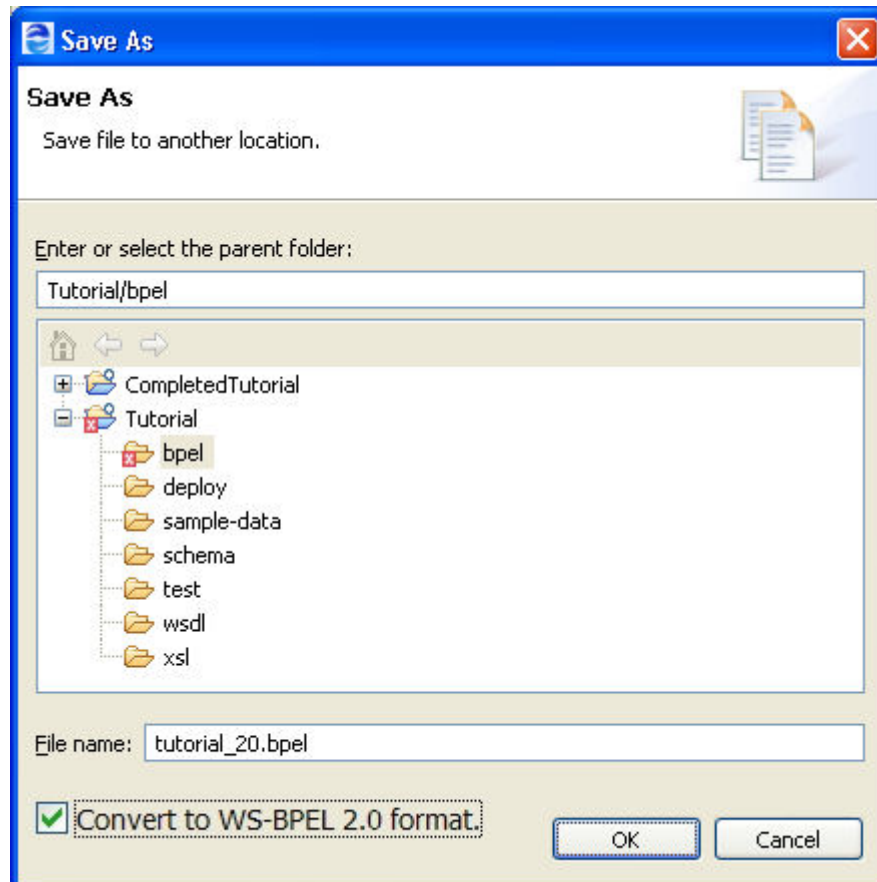 Save As
Save As
Save file to another location.
Enter or select the parent folder:
Tutorial/bpel
CompletedTutorial
Tutorial
bpel
deploy
sample-data
schema
test
wsdl
xsl
File name: tutorial_20.bpel
Convert to WS-BPEL 2.0 format.
OK Cancel